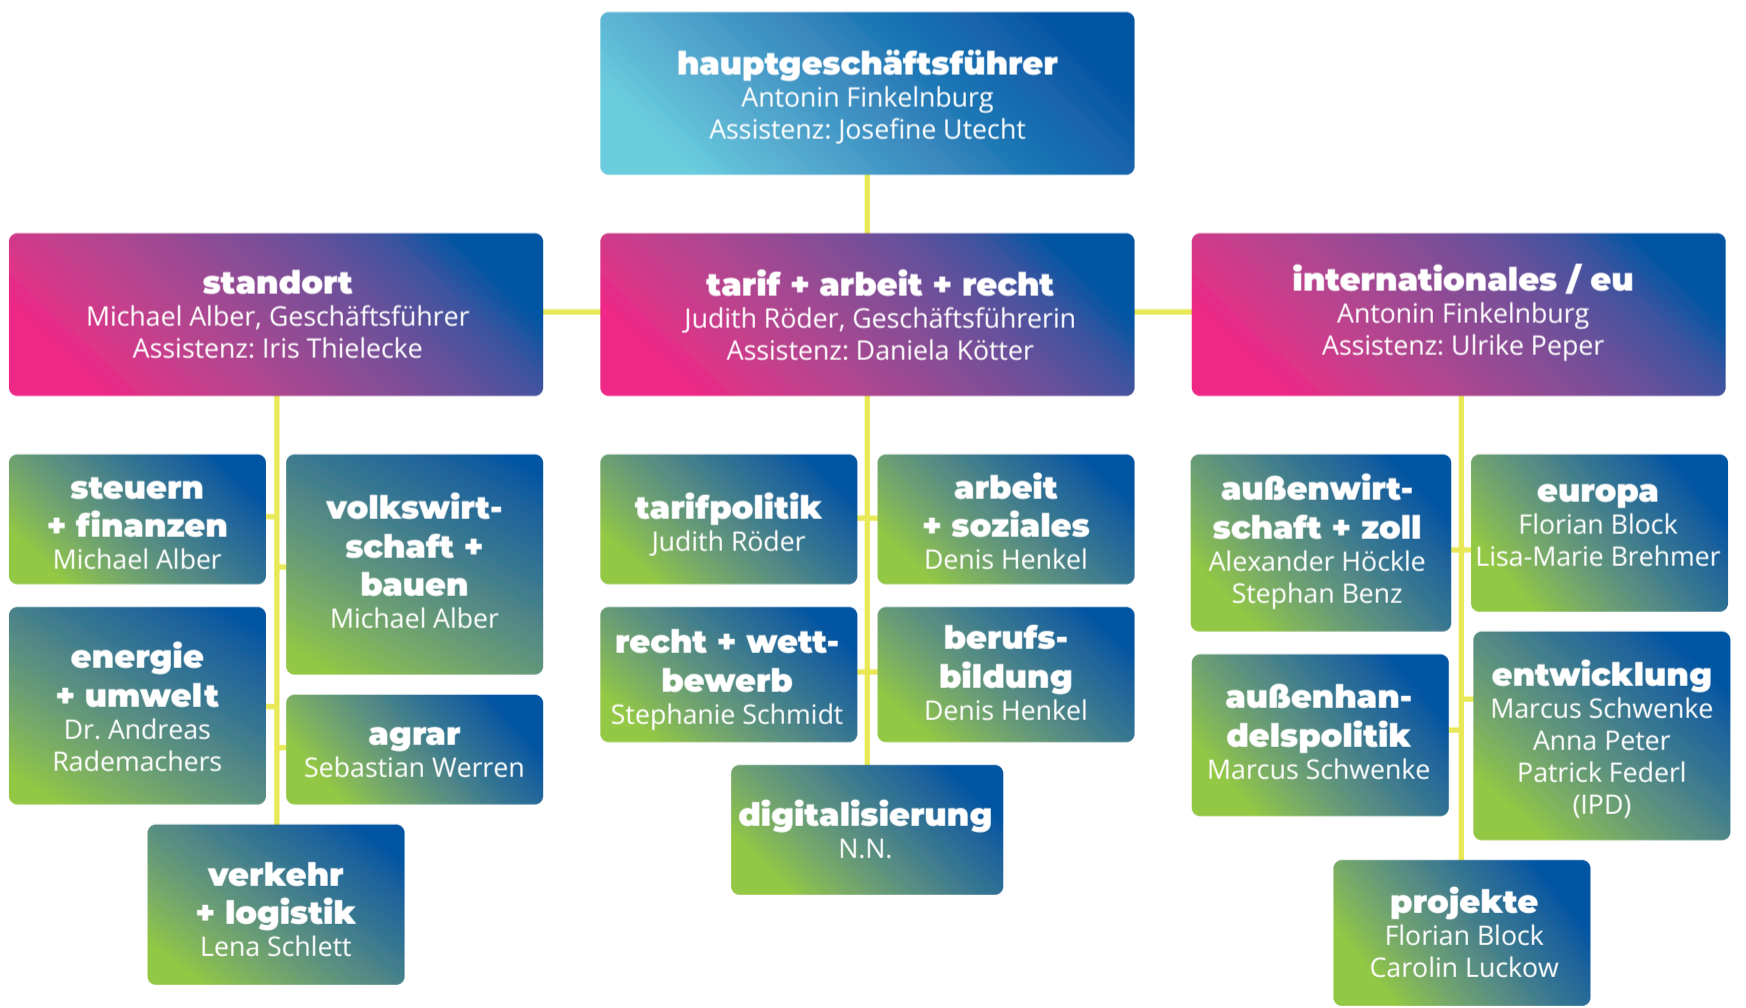 hauptgeschäftsführer
Antonin Finkelnburg
Assistenz: Josefine Utecht
standort
Michael Alber, Geschäftsführer
Assistenz: Iris Thielecke
tarif + arbeit + recht
Judith Röder, Geschäftsführerin
Assistenz: Daniela Kötter
internationales / eu
Antonin Finkelnburg
Assistenz: Ulrike Peper
steuern
+ finanzen
Michael Alber
volkswirt-
schaft +
bauen
Michael Alber
energie
+ umwelt
Dr. Andreas
Rademachers
agrar
Sebastian Werren
verkehr
+ logistik
Lena Schlett
tarifpolitik
Judith Röder
arbeit
+ soziales
Denis Henkel
recht + wett-
bewerb
Stephanie Schmidt
berufs-
bildung
Denis Henkel
digitalisierung
N.N.
außenwirt-
schaft + zoll
Alexander Höckle
Stephan Benz
europa
Florian Block
Lisa-Marie Brehmer
außenhan-
delspolitik
Marcus Schwenke
entwicklung
Marcus Schwenke
Anna Peter
Patrick Federl
(IPD)
projekte
Florian Block
Carolin Luckow